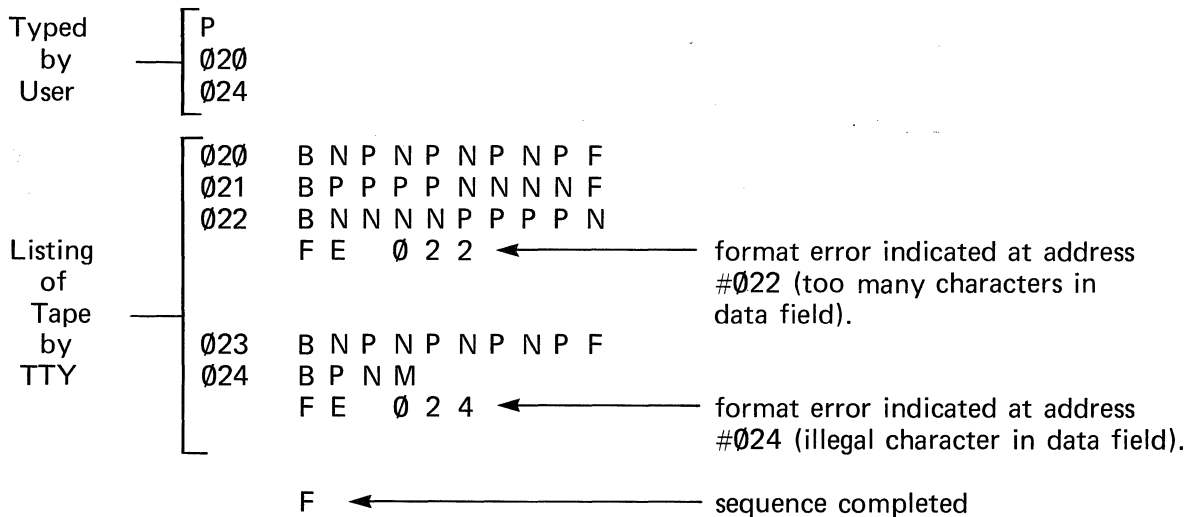 Typed by User
P
Ø2Ø
Ø24
Listing of Tape by TTY
Ø2Ø B N P N P N P N P F
Ø21 B P P P P N N N N F
Ø22 B N N N N P P P P N
F E Ø 2 2
format error indicated at address
#Ø22 (too many characters in
data field).
Ø23 B N P N P N P N P F
Ø24 B P N M
F E Ø 2 4
format error indicated at address
#Ø24 (illegal character in data field).
F
sequence completed